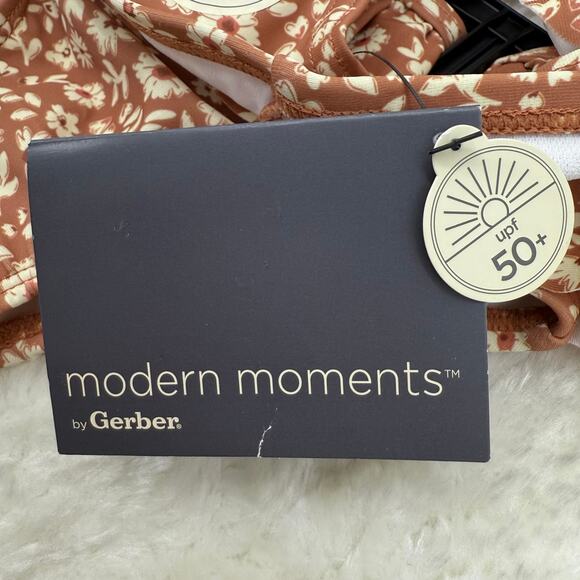 upf
50+
modern moments™
by Gerber®